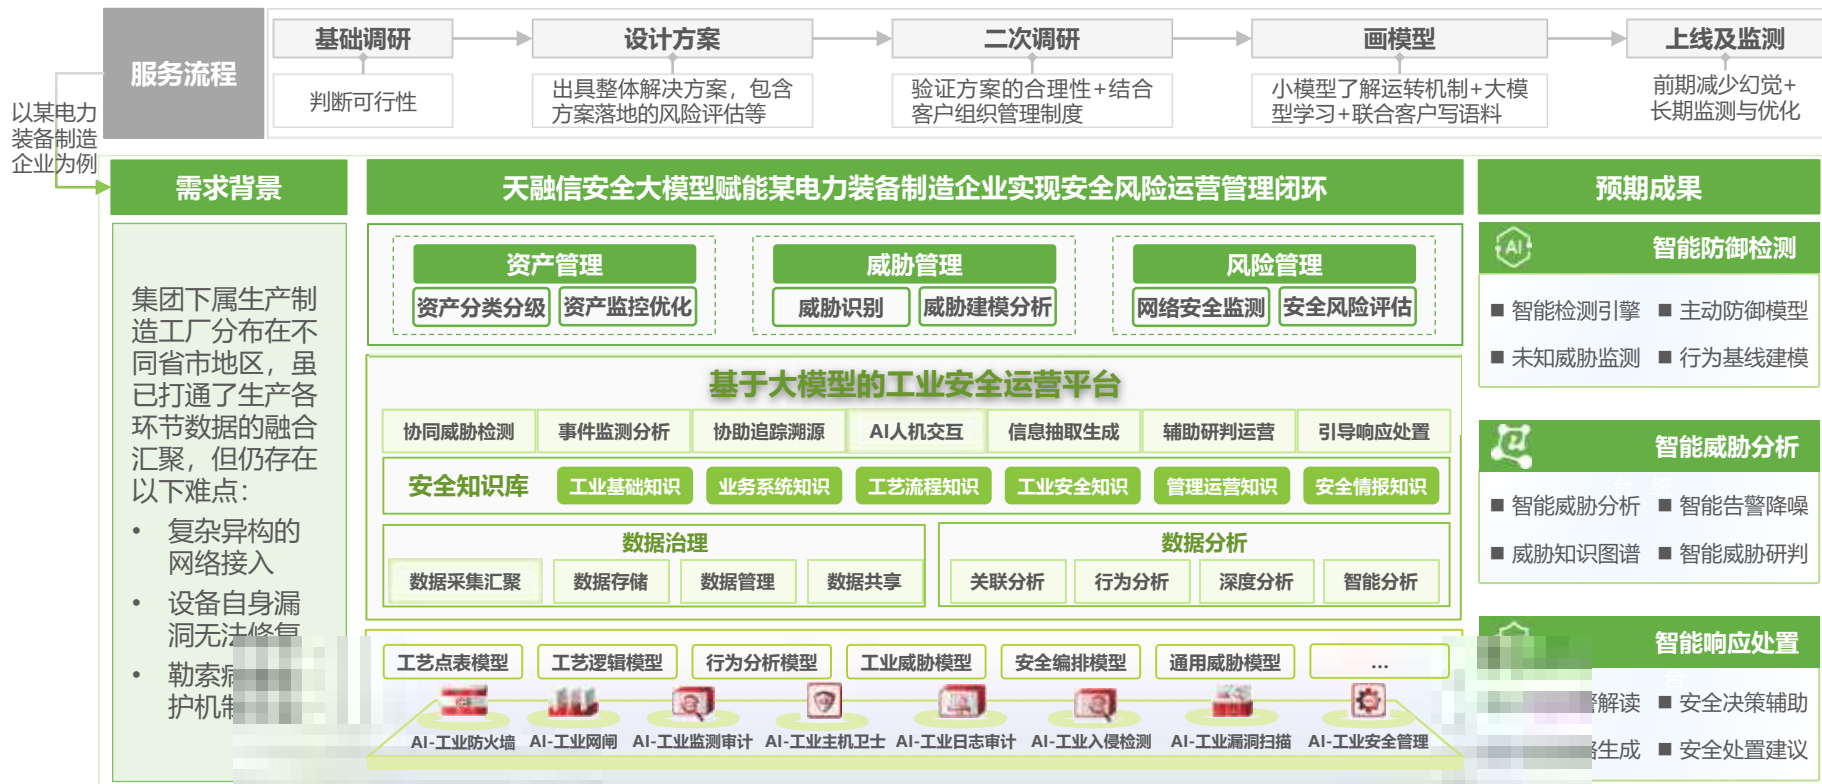 服务流程
基础调研
设计方案
二次调研
画模型
上线及监测
判断可行性
出具整体解决方案，包含
方案落地的风险评估等
验证方案的合理性+结合
客户组织管理制度
小模型了解运转机制+大模
型学习+联合客户写语料
前期减少幻觉+
长期监测与优化
以某电力
装备制造
企业为例
需求背景
集团下属生产制
造工厂分布在不
同省市地区，虽
已打通了生产各
环节数据的融合
汇聚，但仍存在
以下难点：
• 复杂异构的
网络接入
• 设备自身漏
洞无法修复
• 勒索
护机制
天融信安全大模型赋能某电力装备制造企业实现安全风险运营管理闭环
资产管理
资产分类分级
资产监控优化
威胁管理
威胁识别
威胁建模分析
风险管理
网络安全监测
安全风险评估
基于大模型的工业安全运营平台
协同威胁检测
事件监测分析
协助追踪溯源
AI人机交互
信息抽取生成
辅助研判运营
引导响应处置
安全知识库
工业基础知识
业务系统知识
工艺流程知识
工业安全知识
管理运营知识
安全情报知识
数据治理
数据采集汇聚
数据存储
数据管理
数据共享
数据分析
关联分析
行为分析
深度分析
智能分析
工艺点表模型
工艺逻辑模型
行为分析模型
工业威胁模型
安全编排模型
通用威胁模型
...
AI-工业防火墙
AI-工业网闸
AI-工业监测审计
AI-工业主机卫士
AI-工业日志审计
AI-工业入侵检测
AI-工业漏洞扫描
AI-工业安全管理
预期成果
AI
智能防御检测
■ 智能检测引擎
■ 主动防御模型
■ 未知威胁监测
■ 行为基线建模
智能威胁分析
■ 智能威胁分析
■ 智能告警降噪
■ 威胁知识图谱
■ 智能威胁研判
智能响应处置
解读
■ 安全决策辅助
生成
■ 安全处置建议